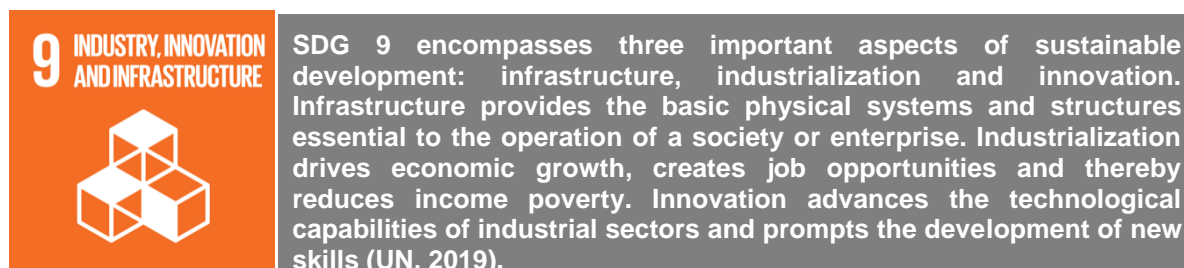 9 INDUSTRY, INNOVATION
AND INFRASTRUCTURE
SDG 9 encompasses three important aspects of sustainable
development: infrastructure, industrialization and innovation.
Infrastructure provides the basic physical systems and structures
essential to the operation of a society or enterprise. Industrialization
drives economic growth, creates job opportunities and thereby
reduces income poverty. Innovation advances the technological
capabilities of industrial sectors and prompts the development of new
skills (UN, 2019).